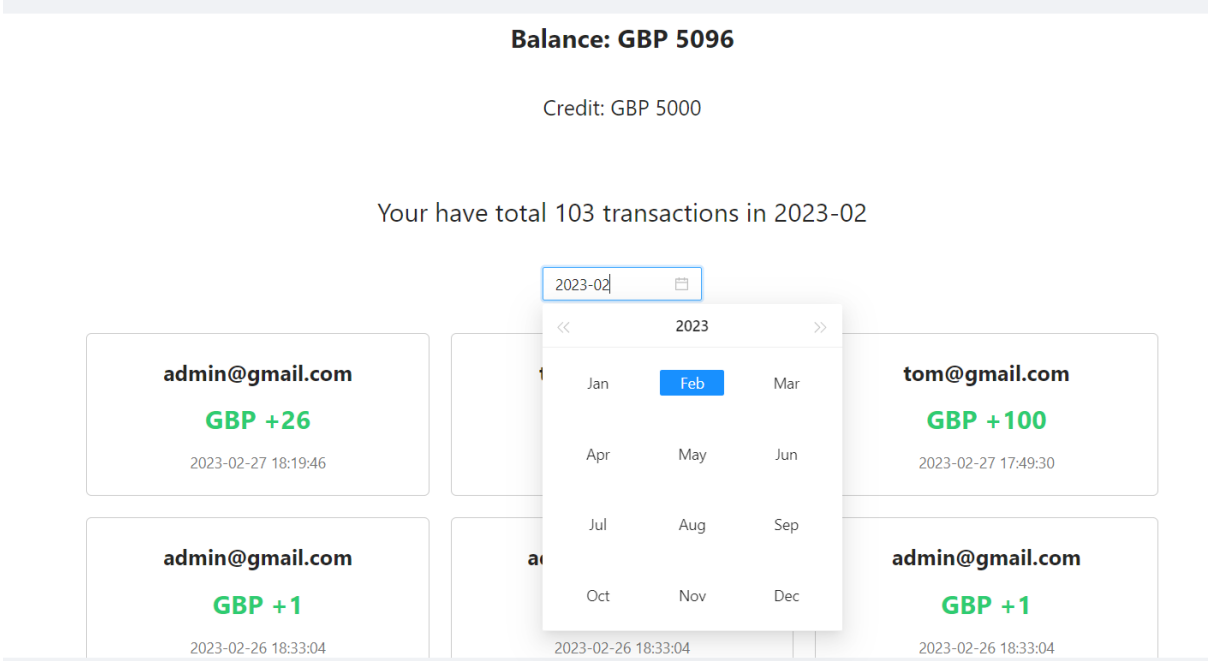 Balance: GBP 5096
Credit: GBP 5000
Your have total 103 transactions in 2023-02
2023-02
2023
Jan Feb Mar
Apr May Jun
Jul Aug Sep
Oct Nov Dec
admin@gmail.com
GBP +26
2023-02-27 18:19:46
tom@gmail.com
GBP +100
2023-02-27 17:49:30
admin@gmail.com
GBP +1
2023-02-26 18:33:04
2023-02-26 18:33:04
admin@gmail.com
GBP +1
2023-02-26 18:33:04